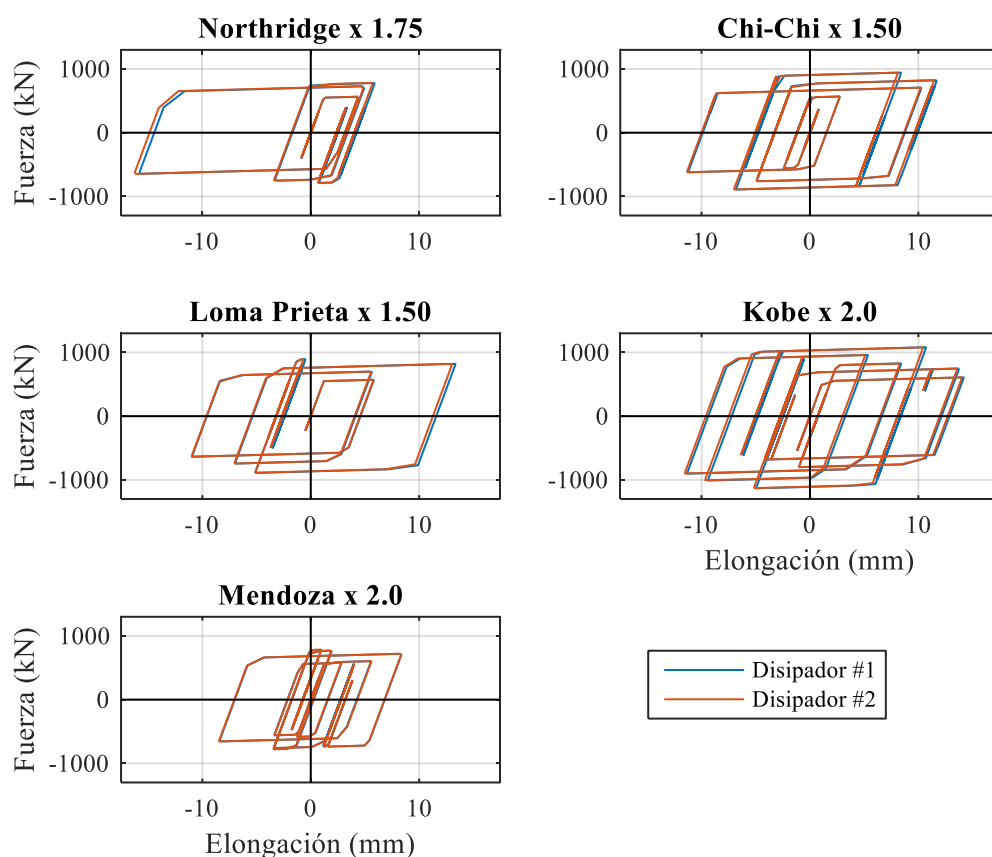 Northridge x 1.75
Fuerza (kN)
1000
0
-1000
-10
0
10
Chi-Chi x 1.50
1000
0
-1000
-10
0
10
Loma Prieta x 1.50
Fuerza (kN)
1000
0
-1000
-10
0
10
Kobe x 2.0
1000
0
-1000
-10
0
10
Elongación (mm)
Mendoza x 2.0
Fuerza (kN)
1000
0
-1000
-10
0
10
Elongación (mm)
Disipador #1
Disipador #2